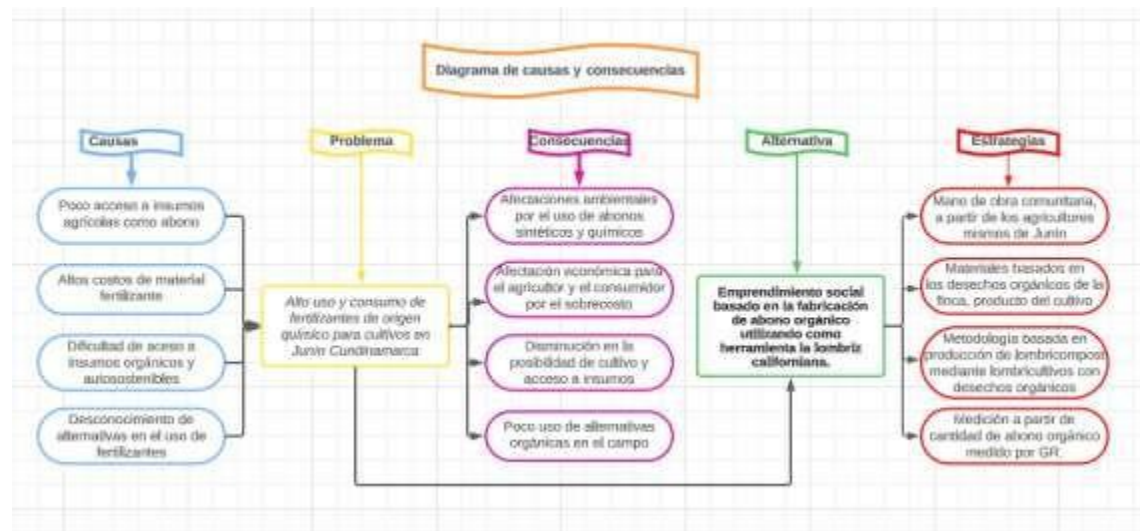 Diagrama de causas y consecuencias
Causas
Problema
Consecuencias
Alternativa
Estrategias
Poco acceso a insumos
agrícolas como abono
Altos costos de material
fertilizante
Dificultad de aceso a
insumos orgánicos y
autosostenibles
Desconocimiento de
alternativas en el uso de
fertilizantes
Alto uso y consumo de
fertilizantes de origen
químico para cultivos en
Junín Cundinamarca
Afectaciones ambientales
por el uso de abonos
sintéticos y químicos
Afectación económica para
el agricultor y el consumidor
por el sobrecosto
Disminución en la
posibilidad de cultivo y
acceso a insumos
Poco uso de alternativas
orgánicas en el campo
Emprendimiento social
basado en la fabricación
de abono orgánico
utilizando como
herramienta la lombriz
californiana.
Mano de obra comunitaria,
a partir de los agricultores
mismos de Junín
Materiales basados en
los desechos orgánicos de la
finca, producto del cultivo
Metodología basada en
producción de lombricompost
mediante lombricultivos con
desechos orgánicos
Medición a partir de
cantidad de abono orgánico
medido por GR.